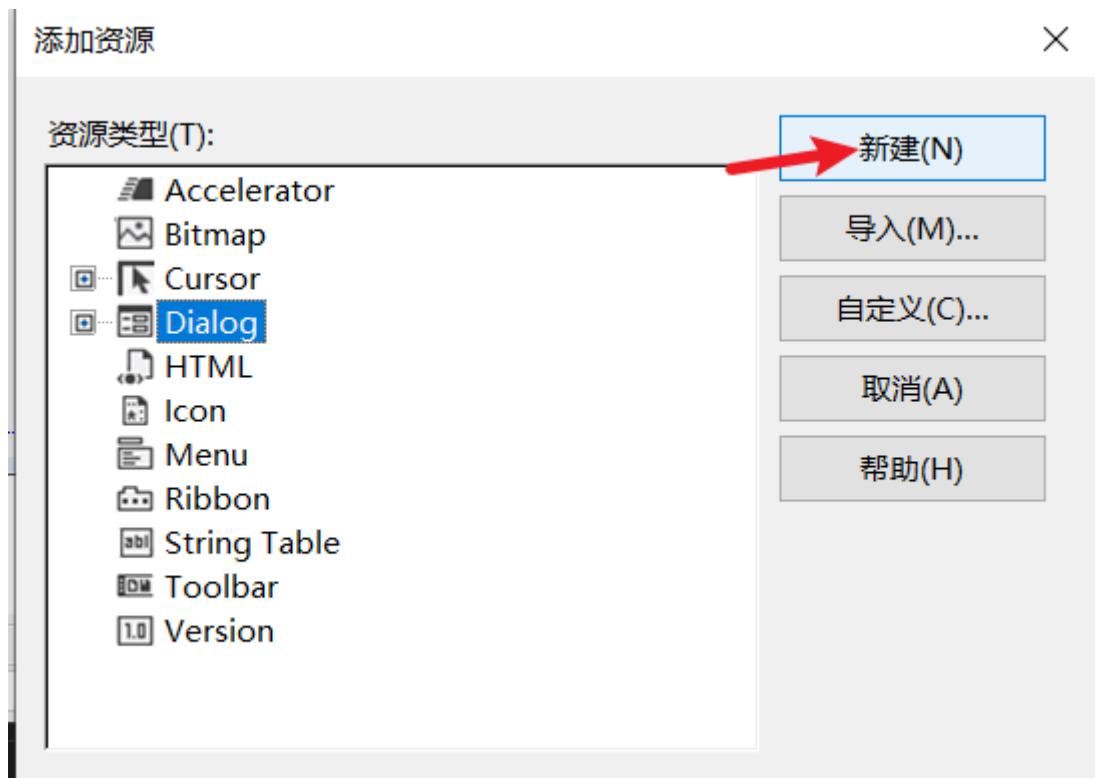 添加资源
资源类型(T):
Accelerator
Bitmap
Cursor
Dialog
HTML
Icon
Menu
Ribbon
String Table
Toolbar
Version
新建(N)
导入(M)...
自定义(C)...
取消(A)
帮助(H)